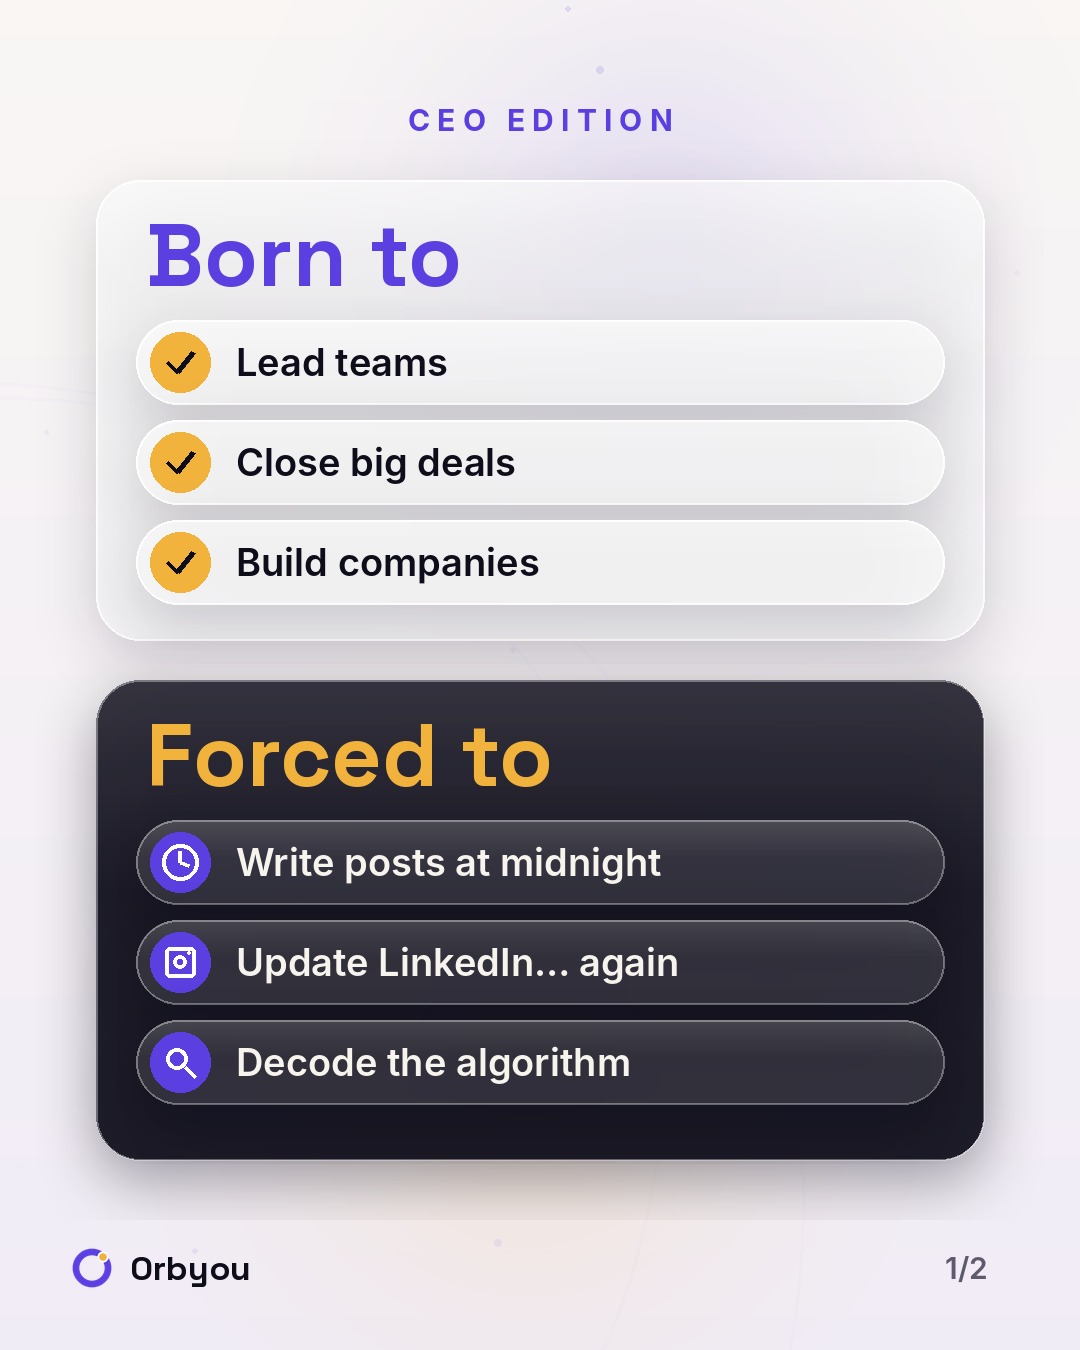 CEO EDITION
Born to
Lead teams
Close big deals
Build companies
Forced to
Write posts at midnight
Update LinkedIn... again
Decode the algorithm
Orbyou
1/2